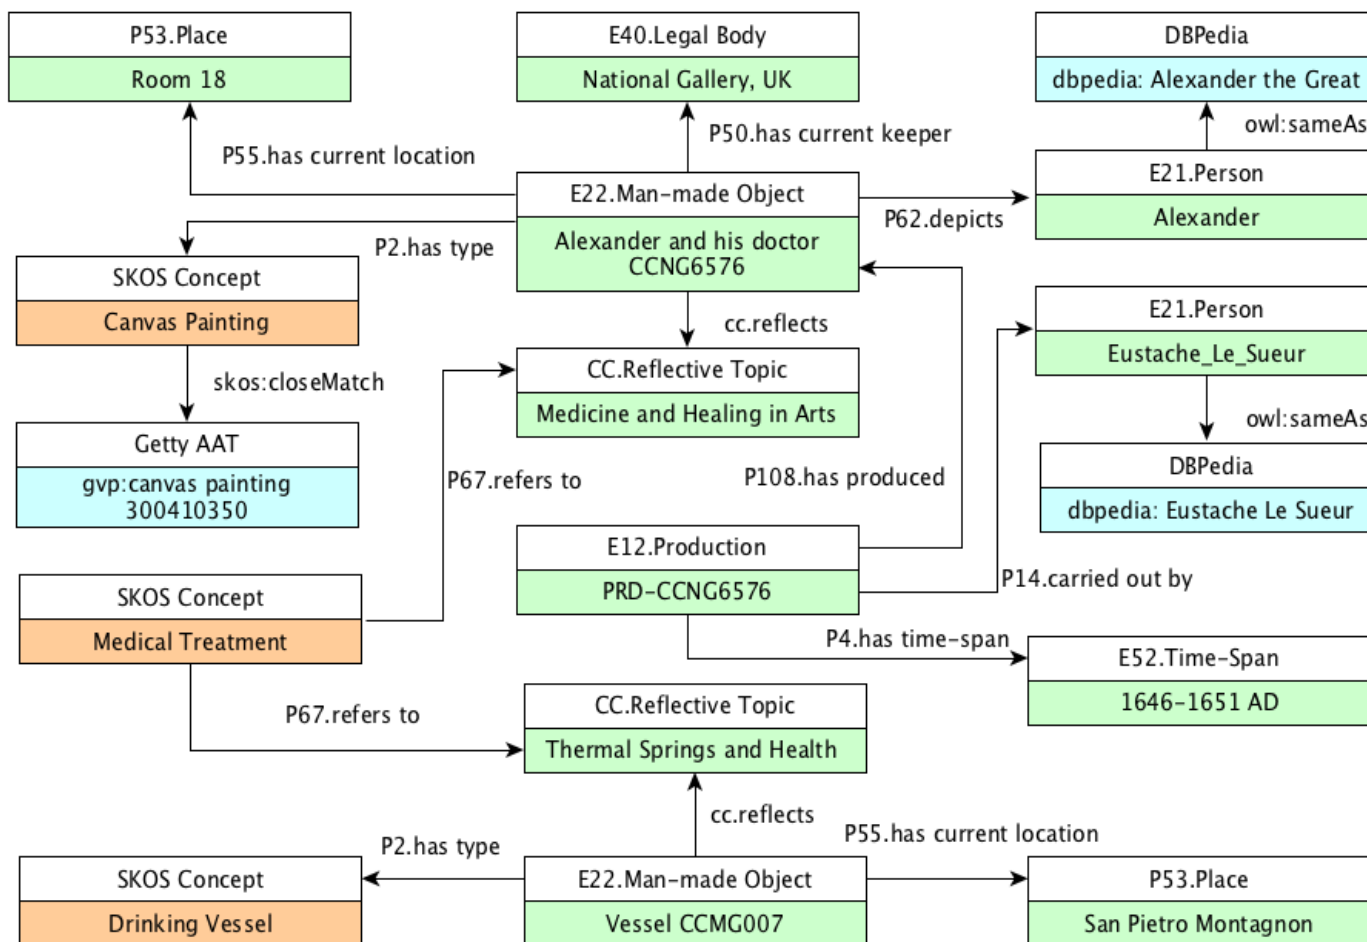 P53.Place
Room 18
E40.Legal Body
National Gallery, UK
DBPedia
dbpedia: Alexander the Great
owl:sameAs
P50.has current keeper
P55.has current location
E22.Man-made Object
Alexander and his doctor
CCNG6576
P62.depicts
E21.Person
Alexander
P2.has type
SKOS Concept
Canvas Painting
cc.reflects
E21.Person
Eustache_Le_Sueur
skos:closeMatch
CC.Reflective Topic
Medicine and Healing in Arts
owl:sameAs
Getty AAT
gvp:canvas painting
300410350
P67.refers to
P108.has produced
DBPedia
dbpedia: Eustache Le Sueur
E12.Production
PRD-CCNG6576
P14.carried out by
SKOS Concept
Medical Treatment
P4.has time-span
E52.Time-Span
1646-1651 AD
P67.refers to
CC.Reflective Topic
Thermal Springs and Health
cc.reflects
P2.has type
P55.has current location
SKOS Concept
Drinking Vessel
E22.Man-made Object
Vessel CCMG007
P53.Place
San Pietro Montagnon